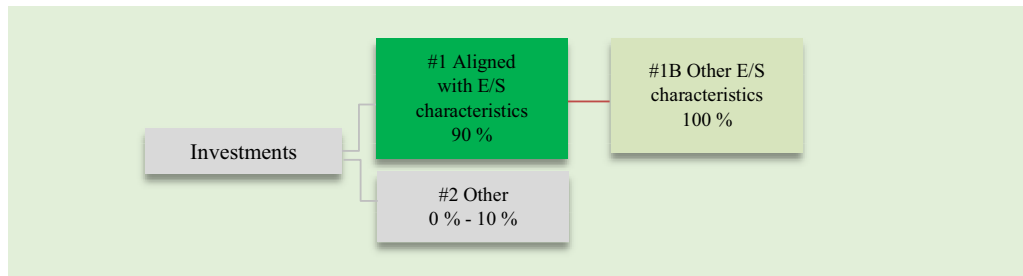 Investments
#1 Aligned
with E/S
characteristics
90 %
#1B Other E/S
characteristics
100 %
#2 Other
0 % - 10 %